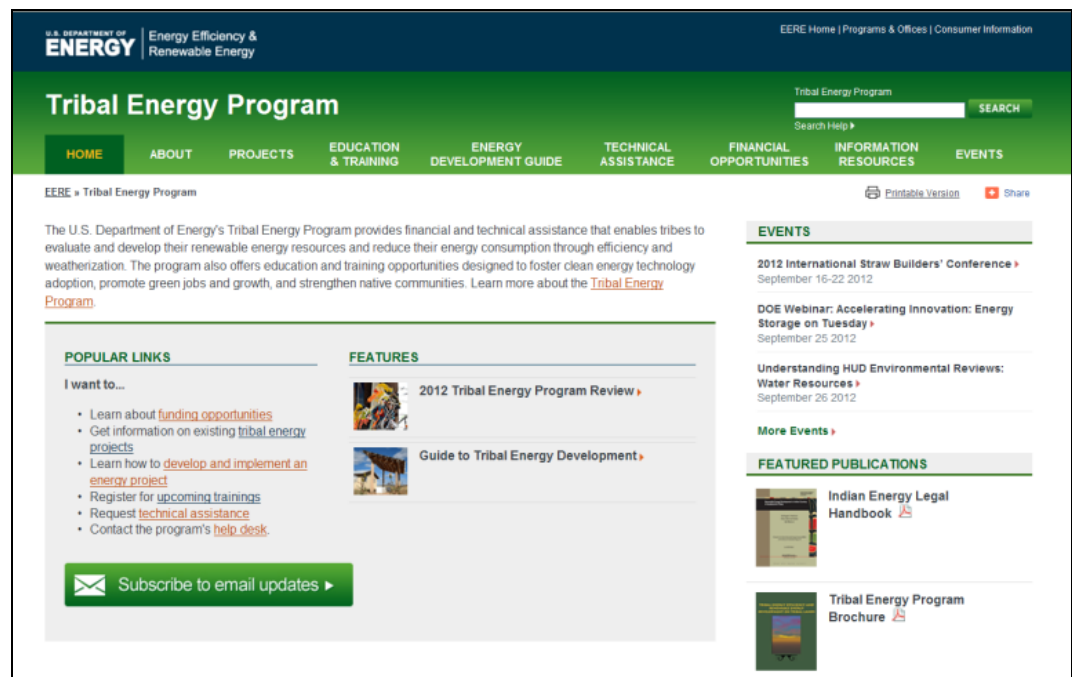 U.S. DEPARTMENT OF
ENERGY
Energy Efficiency &
Renewable Energy
EERE Home | Programs & Offices | Consumer Information
Tribal Energy Program
Tribal Energy Program
SEARCH
Search Help
HOME
ABOUT
PROJECTS
EDUCATION
& TRAINING
ENERGY
DEVELOPMENT GUIDE
TECHNICAL
ASSISTANCE
FINANCIAL
OPPORTUNITIES
INFORMATION
RESOURCES
EVENTS
EERE » Tribal Energy Program
Printable Version
Share
The U.S. Department of Energy's Tribal Energy Program provides financial and technical assistance that enables tribes to
evaluate and develop their renewable energy resources and reduce their energy consumption through efficiency and
weatherization. The program also offers education and training opportunities designed to foster clean energy technology
adoption, promote green jobs and growth, and strengthen native communities. Learn more about the Tribal Energy
Program.
POPULAR LINKS
I want to...
• Learn about funding opportunities
• Get information on existing tribal energy
projects
• Learn how to develop and implement an
energy project
• Register for upcoming trainings
• Request technical assistance
• Contact the program's help desk.
Subscribe to email updates
FEATURES
2012 Tribal Energy Program Review
Guide to Tribal Energy Development
EVENTS
2012 International Straw Builders' Conference
September 16-22 2012
DOE Webinar: Accelerating Innovation: Energy
Storage on Tuesday
September 25 2012
Understanding HUD Environmental Reviews:
Water Resources
September 26 2012
More Events
FEATURED PUBLICATIONS
Indian Energy Legal
Handbook
Tribal Energy Program
Brochure